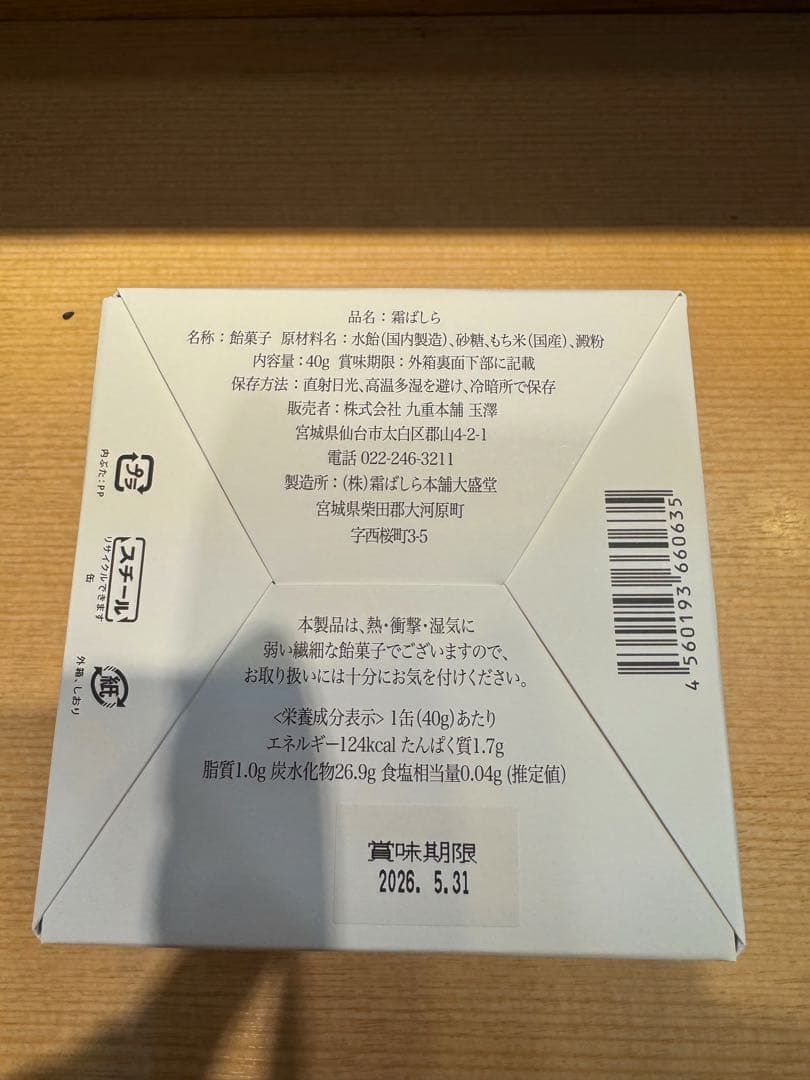 品名：霜ばしら
名称：飴菓子 原材料名：水飴(国内製造)、砂糖、もち米(国産)、澱粉
内容量：40g 賞味期限：外箱裏面下部に記載
保存方法：直射日光、高温多湿を避け、冷暗所で保存
販売者：株式会社 九重本舗 玉澤
宮城県仙台市太白区郡山4-2-1
電話 022-246-3211
製造所：(株)霜ばしら本舗大盛堂
宮城県柴田郡大河原町
字西桜町3-5
本製品は、熱・衝撃・湿気に
弱い繊細な飴菓子でございますので、
お取り扱いには十分にお気を付けください。
<栄養成分表示> 1缶(40g)あたり
エネルギー124kcal たんぱく質1.7g
脂質1.0g 炭水化物26.9g 食塩相当量0.04g (推定値)
賞味期限
2026. 5.31
プラ
内ぶた：PP
スチール
リサイクルできます
缶
紙
外箱、しおり
4 560193 660635